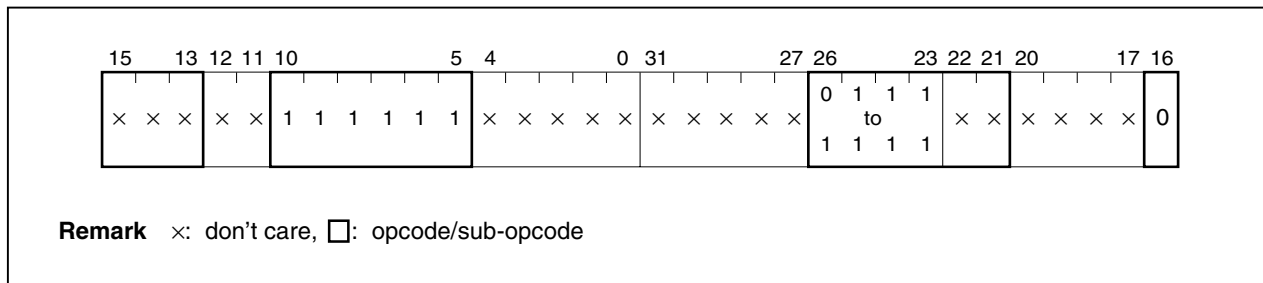 15 13 12 11 10 5 4 0 31 27 26 23 22 21 20 17 16
0 1 1 1
× × × × × 1 1 1 1 1 1 × × × × × × × × × × to × × × × × × 0
1 1 1 1
Remark ×: don't care, □: opcode/sub-opcode